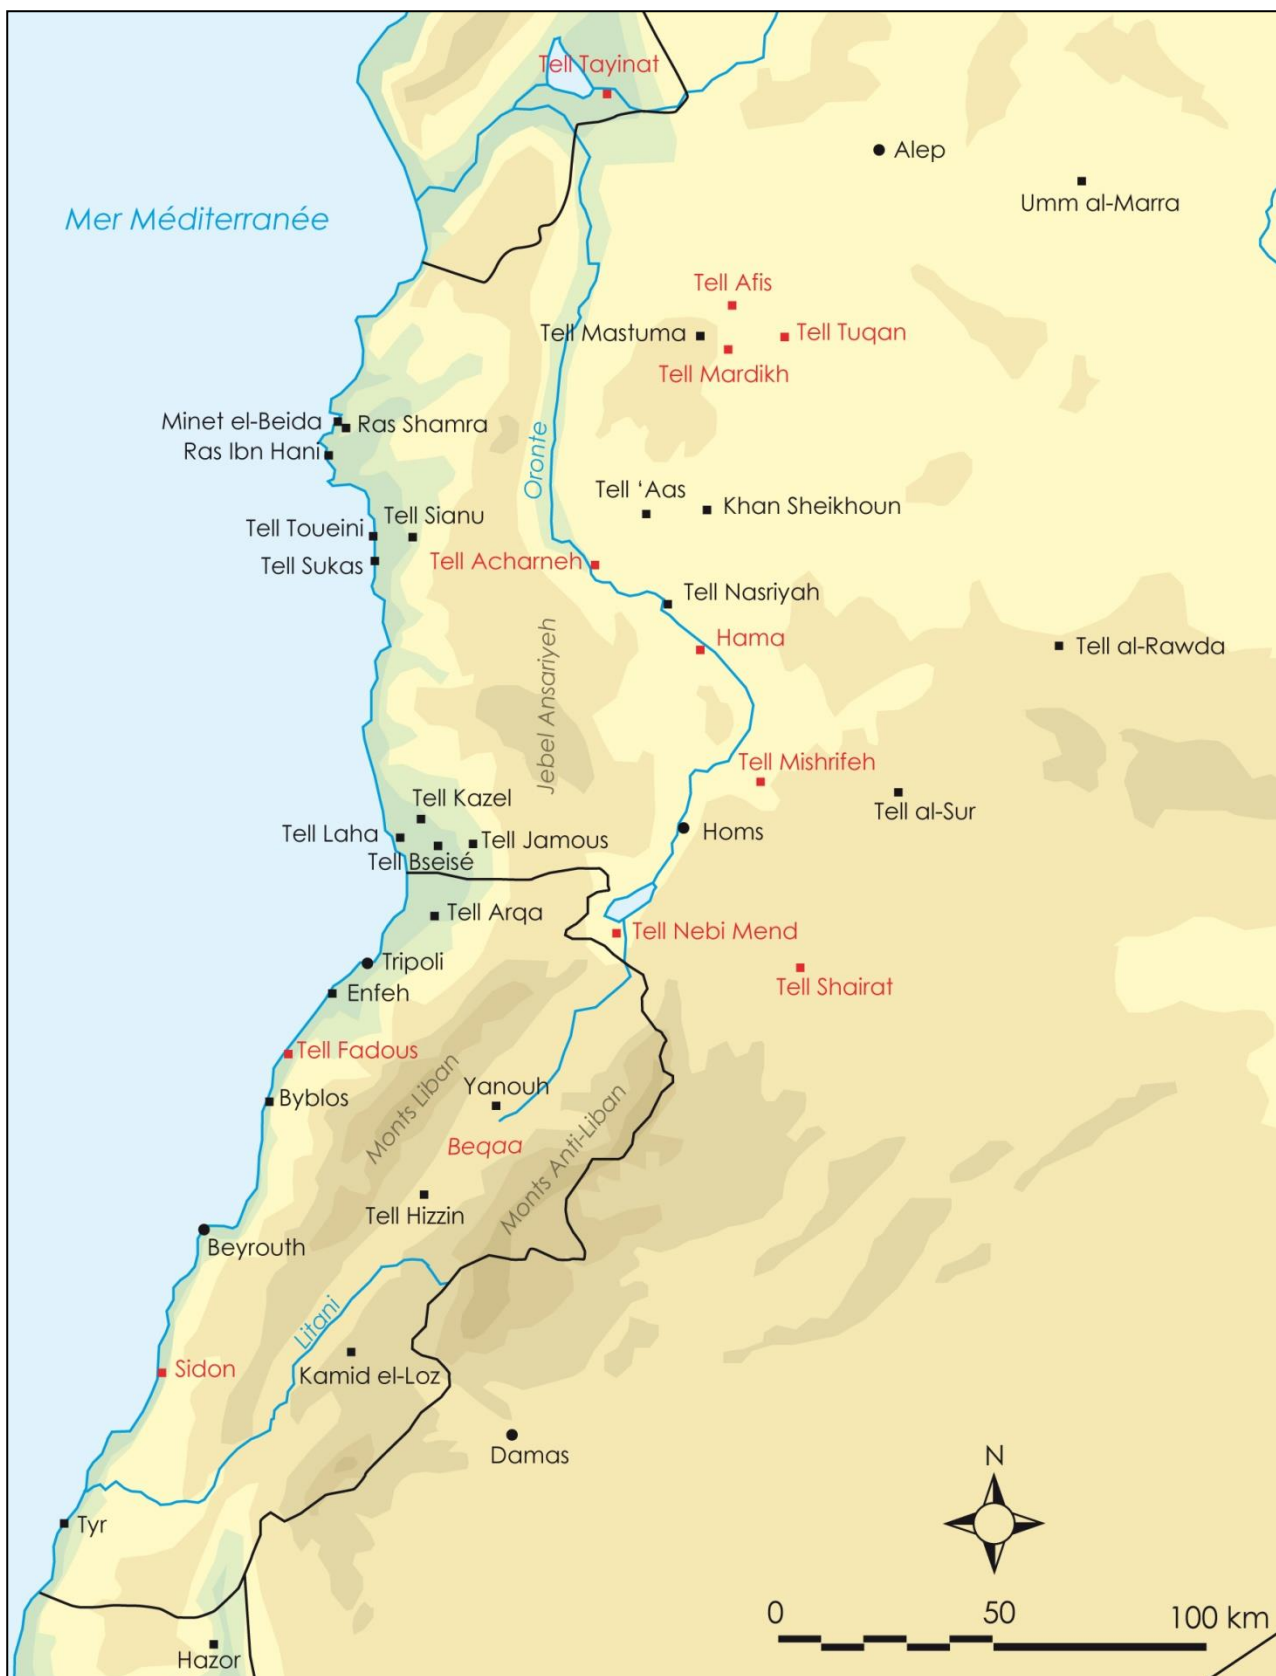 Tell Tayinat
Alep
Umm al-Marra
Mer Méditerranée
Tell Afis
Tell Mastuma
Tell Tuqan
Tell Mardikh
Minet el-Beida
Ras Shamra
Ras Ibn Hani
Oronte
Tell ‘Aas
Khan Sheikhoun
Tell Toueini
Tell Sianu
Tell Sukas
Tell Acharneh
Tell Nasriyah
Hama
Tell al-Rawda
Jebel Ansariyeh
Tell Mishrifeh
Tell al-Sur
Tell Kazel
Tell Laha
Homs
Tell Jamous
Tell Bseisé
Tell Arqa
Tell Nebi Mend
Tripoli
Tell Shairat
Enfeh
Tell Fadous
Yanouh
Byblos
Monts Liban
Beqaa
Monts Anti-Liban
Tell Hizzin
Beyrouth
Litani
Sidon
Kamid el-Loz
Damas
N
Tyr
0 50 100 km
Hazor